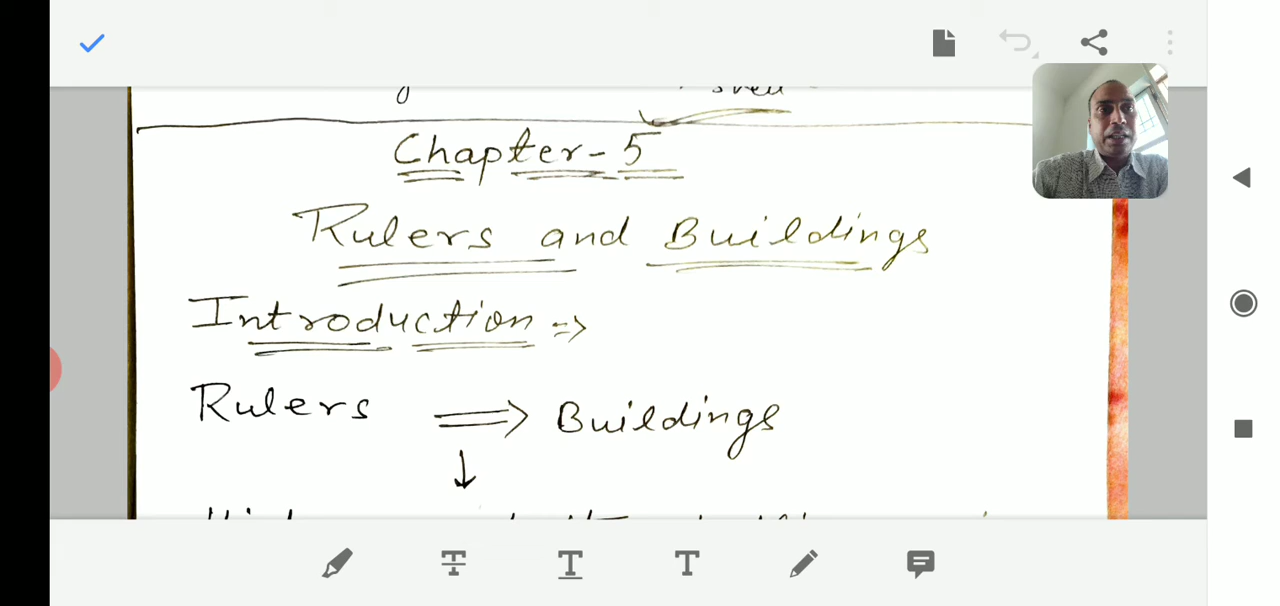 Chapter-5
Rulers and Buildings
Introduction =>
Rulers => Buildings